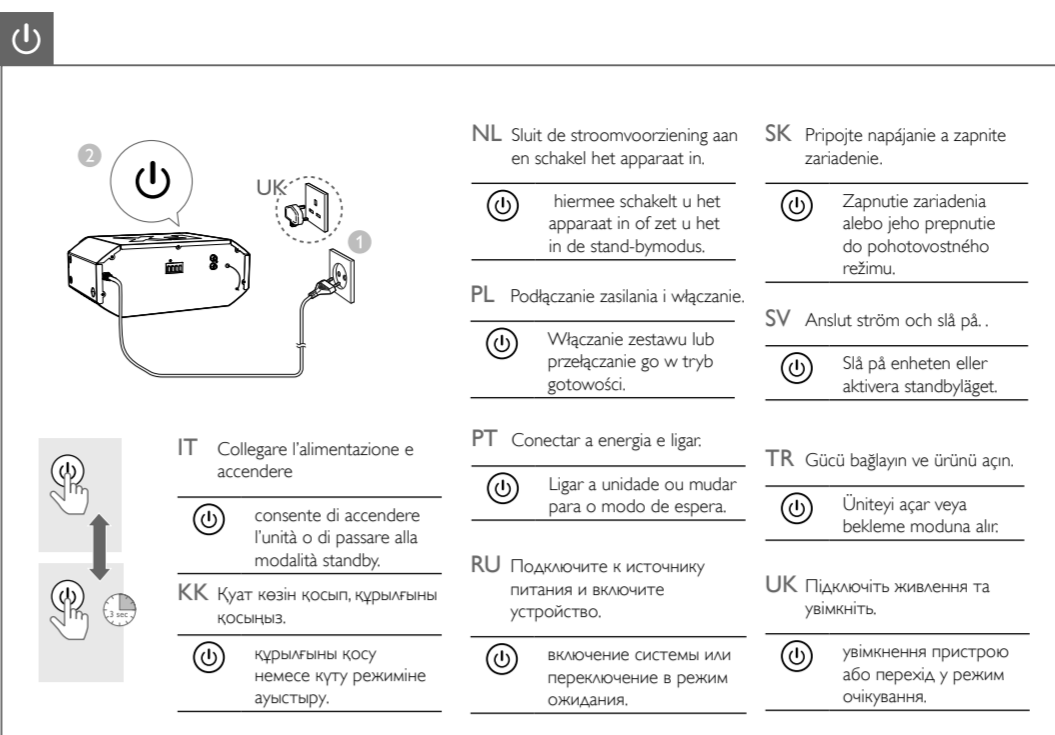 2
UK
1
3 sec
IT Collegare l'alimentazione e
accendere
consente di accendere
l'unità o di passare alla
modalità standby.
KK Қуат көзін қосып, құрылғыны
қосыңыз.
құрылғыны қосу
немесе күту режиміне
ауыстыру.
NL Sluit de stroomvoorziening aan
en schakel het apparaat in.
hiermee schakelt u het
apparaat in of zet u het
in de stand-bymodus.
PL Podłączanie zasilania i włączanie.
Włączanie zestawu lub
przełączanie go w tryb
gotowości.
PT Conectar a energia e ligar.
Ligar a unidade ou mudar
para o modo de espera.
RU Подключите к источнику
питания и включите
устройство.
включение системы или
переключение в режим
ожидания.
SK Pripojte napájanie a zapnite
zariadenie.
Zapnutie zariadenia
alebo jeho prepnutie
do pohotovostného
režimu.
SV Anslut ström och slå på. .
Slå på enheten eller
aktivera standbyläget.
TR Gücü bağlayın ve ürünü açın.
Üniteyi açar veya
bekleme moduna alır.
UK Підключіть живлення та
увімкніть.
увімкнення пристрою
або перехід у режим
очікування.